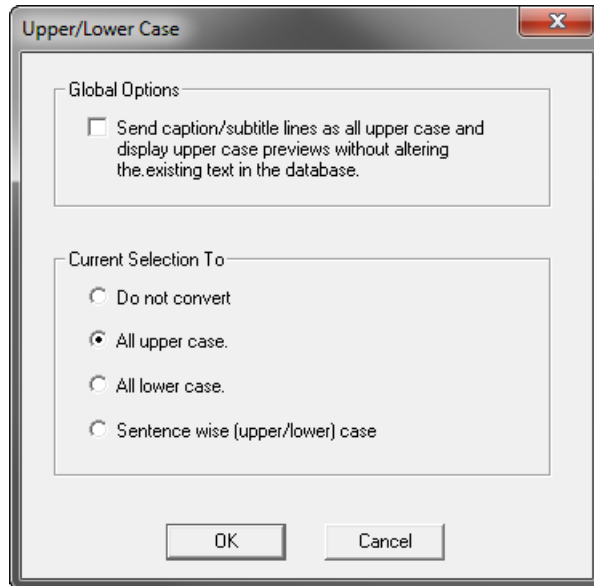 Upper/Lower Case
Global Options
Send caption/subtitle lines as all upper case and
display upper case previews without altering
the.existing text in the database.
Current Selection To
Do not convert
All upper case.
All lower case.
Sentence wise (upper/lower) case
OK
Cancel